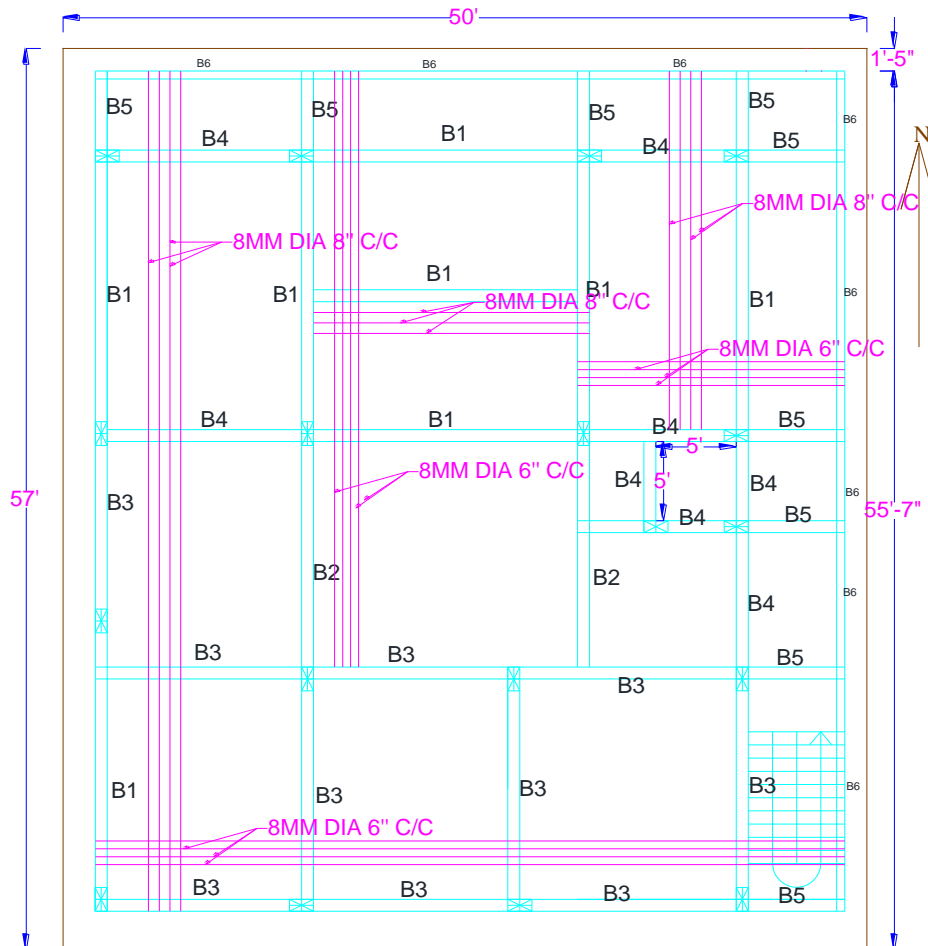 50'
1'-5"
B6 B6 B6
B5 B5 B5 B5 B6
B4 B1 B4 B5
N
8MM DIA 8" C/C
8MM DIA 8" C/C
B1 B1 B1 B1 B1 B6
8MM DIA 8" C/C
8MM DIA 6" C/C
B4 B1 B4 B5
5'
8MM DIA 6" C/C
B3 B4 5' B4 B6
57' 55'-7"
B4 B5
B2 B2 B4 B6
B3 B3 B3 B5
B1 B3 B3 B3 B6
8MM DIA 6" C/C
B3 B3 B3 B5